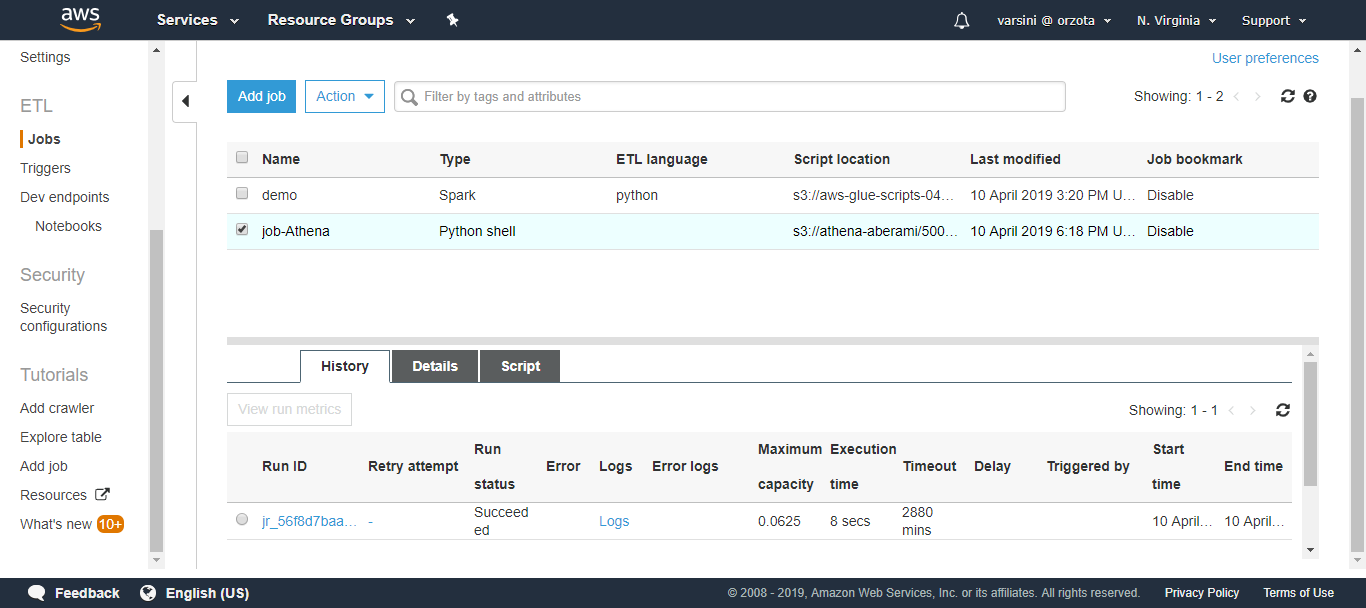 aws Services Resource Groups varsini @ orzota N. Virginia Support
Settings
ETL
Jobs
Triggers
Dev endpoints
Notebooks
Security
Security
configurations
Tutorials
Add crawler
Explore table
Add job
Resources
What's new 10+
User preferences
Add job Action Filter by tags and attributes Showing: 1 - 2
Name Type ETL language Script location Last modified Job bookmark
demo Spark python s3://aws-glue-scripts-04... 10 April 2019 3:20 PM U... Disable
job-Athena Python shell s3://athena-aberami/500... 10 April 2019 6:18 PM U... Disable
History Details Script
View run metrics Showing: 1 - 1
Run ID Retry attempt Run status Error Logs Error logs Maximum capacity Execution time Timeout Delay Triggered by Start time End time
jr_56f8d7baa... - Succeeded Logs 0.0625 8 secs 2880 mins 10 April... 10 April...
Feedback English (US) © 2008 - 2019, Amazon Web Services, Inc. or its affiliates. All rights reserved. Privacy Policy Terms of Use